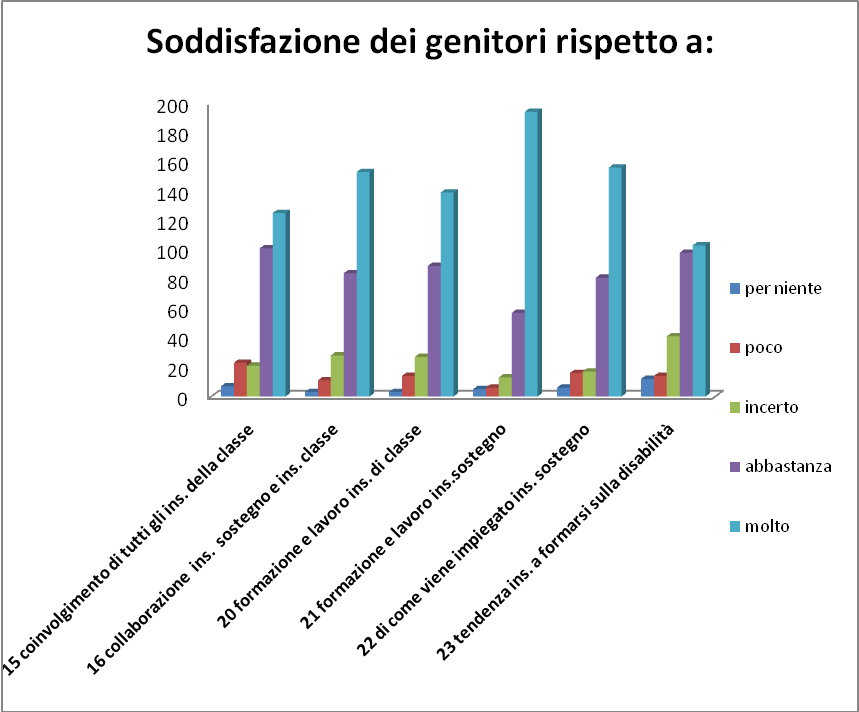 Soddisfazione dei genitori rispetto a:
200
180
160
140
120
100
80
60
40
20
0
15 coinvolgimento di tutti gli ins. della classe
16 collaborazione ins. sostegno e ins. classe
20 formazione e lavoro ins. di classe
21 formazione e lavoro ins.sostegno
22 di come viene impiegato ins. sostegno
23 tendenza ins. a formarsi sulla disabilità
per niente
poco
incerto
abbastanza
molto